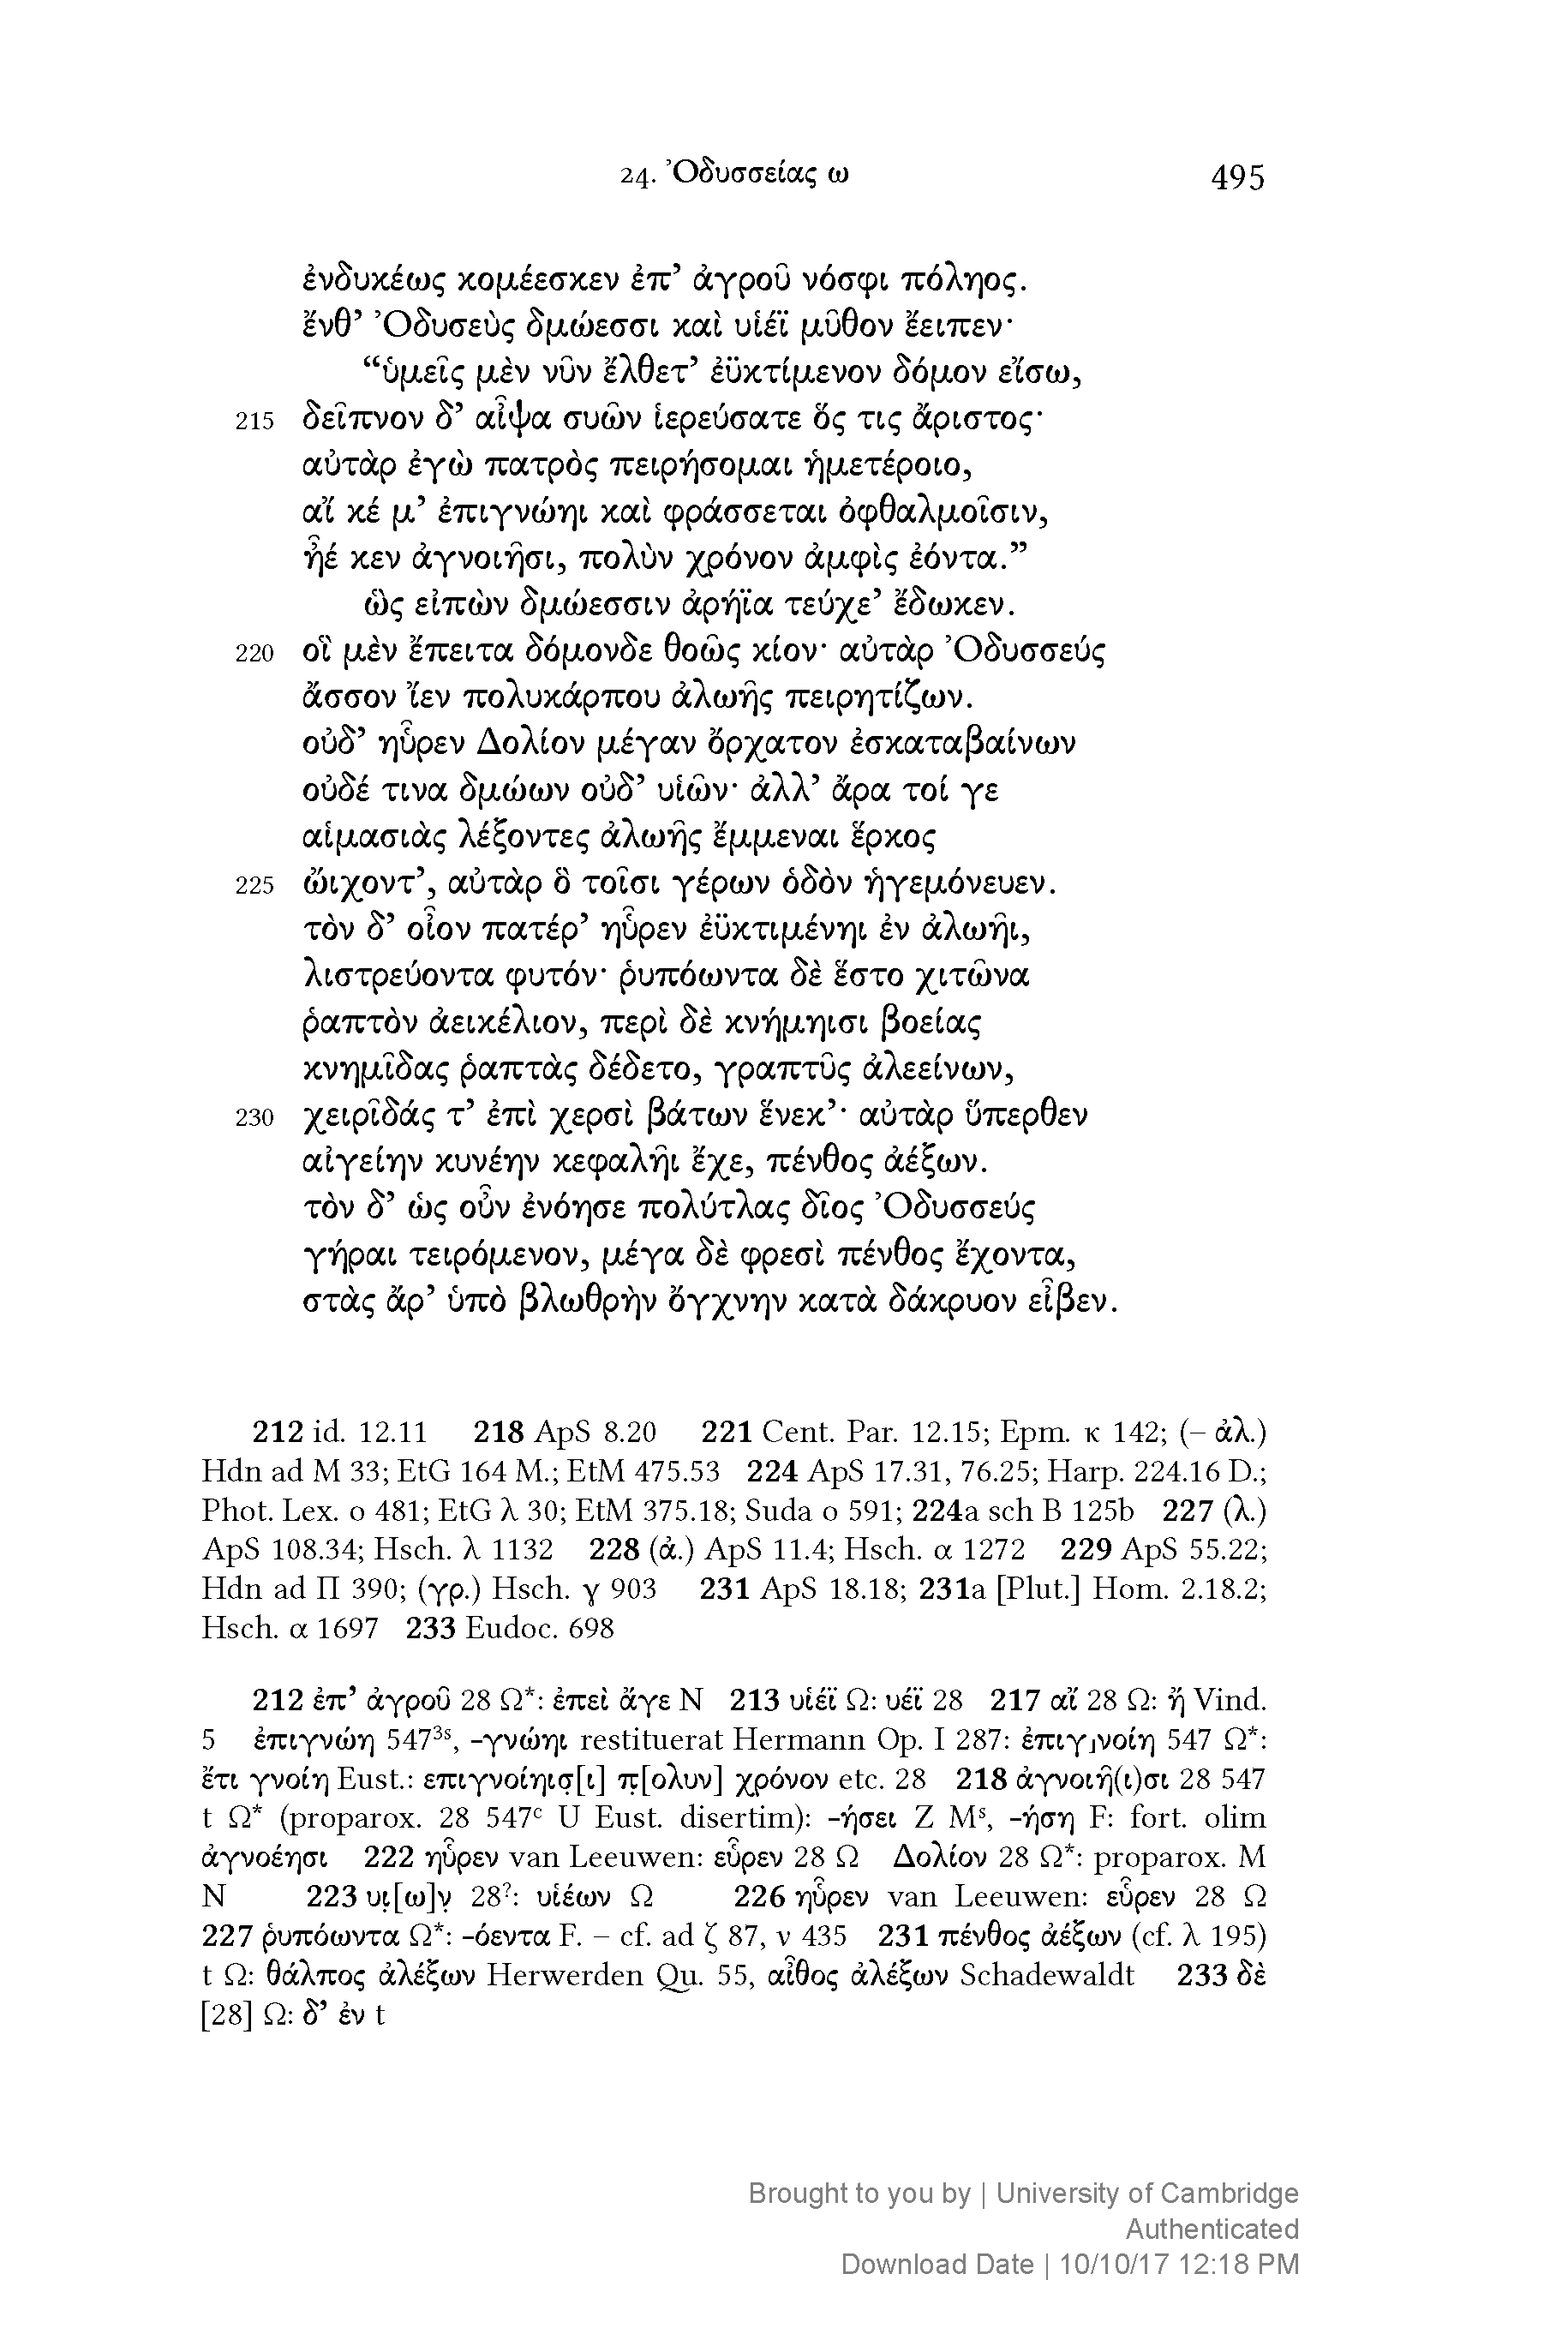 24. Ὀδυσσείας ω 495
ἐνδυκέως κομέεσκεν ἐπ’ ἀγροῦ νόσφι πόληος.
ἔνθ’ Ὀδυσεὺς δμώεσσι καὶ υἱέϊ μῦθον ἔειπεν·
“ὑμεῖς μὲν νῦν ἔλθετ’ ἐϋκτίμενον δόμον εἴσω,
215 δεῖπνον δ’ αἶψα συῶν ἱερεύσατε ὅς τις ἄριστος·
αὐτὰρ ἐγὼ πατρὸς πειρήσομαι ἡμετέροιο,
αἴ κέ μ’ ἐπιγνώηι καὶ φράσσεται ὀφθαλμοῖσιν,
ἦέ κεν ἀγνοιῆσι, πολὺν χρόνον ἀμφὶς ἐόντα.”
ὣς εἰπὼν δμώεσσιν ἀρήϊα τεύχε’ ἔδωκεν.
220 οἳ μὲν ἔπειτα δόμονδε θοῶς κίον· αὐτὰρ Ὀδυσσεύς
ἄσσον ἴεν πολυκάρπου ἀλωῆς πειρητίζων.
οὐδ’ ηὗρεν Δολίον μέγαν ὄρχατον ἐσκαταβαίνων
οὐδέ τινα δμώων οὐδ’ υἱῶν· ἀλλ’ ἄρα τοί γε
αἱμασιὰς λέξοντες ἀλωῆς ἔμμεναι ἕρκος
225 ὤιχοντ’, αὐτὰρ ὃ τοῖσι γέρων ὁδὸν ἡγεμόνευεν.
τὸν δ’ οἶον πατέρ’ ηὗρεν ἐϋκτιμένηι ἐν ἀλωῆι,
λιστρεύοντα φυτόν· ῥυπόωντα δὲ ἕστο χιτῶνα
ῥαπτὸν ἀεικέλιον, περὶ δὲ κνήμηισι βοείας
κνημῖδας ῥαπτὰς δέδετο, γραπτῦς ἀλεείνων,
230 χειρῖδάς τ’ ἐπὶ χερσὶ βάτων ἕνεκ’· αὐτὰρ ὕπερθεν
αἰγείην κυνέην κεφαλῆι ἔχε, πένθος ἀέξων.
τὸν δ’ ὡς οὖν ἐνόησε πολύτλας δῖος Ὀδυσσεύς
γήραι τειρόμενον, μέγα δὲ φρεσὶ πένθος ἔχοντα,
στὰς ἄρ’ ὑπὸ βλωθρὴν ὄγχνην κατὰ δάκρυον εἶβεν.
212 id. 12.11 218 ApS 8.20 221 Cent. Par. 12.15; Epm. κ 142; (– ἀλ.)
Hdn ad M 33; EtG 164 M.; EtM 475.53 224 ApS 17.31, 76.25; Harp. 224.16 D.;
Phot. Lex. o 481; EtG λ 30; EtM 375.18; Suda o 591; 224a sch B 125b 227 (λ.)
ApS 108.34; Hsch. λ 1132 228 (ἀ.) ApS 11.4; Hsch. α 1272 229 ApS 55.22;
Hdn ad Π 390; (γρ.) Hsch. γ 903 231 ApS 18.18; 231a [Plut.] Hom. 2.18.2;
Hsch. α 1697 233 Eudoc. 698
212 ἐπ’ ἀγροῦ 28 Ω*: ἐπεὶ ἄγε N 213 υἱέϊ Ω: υέϊ 28 217 αἴ 28 Ω: ἤ Vind.
5 ἐπιγνώη 547³ˢ, -γνώηι restituerat Hermann Op. I 287: ἐπιγ⌟νοίη 547 Ω*:
ἔτι γνοίη Eust.: επιγνοίηισ̣[ι] π̣[ολυν] χρόνον etc. 28 218 ἀγνοιῆ(ι)σι 28 547
t Ω* (proparox. 28 547ᶜ U Eust. disertim): -ήσει Z Mˢ, -ήσῃ F: fort. olim
ἀγνοέησι 222 ηὗρεν van Leeuwen: εὗρεν 28 Ω Δολίον 28 Ω*: proparox. M
N 223 υι̣[ω]ν̣ 28ˀ: υἱέων Ω 226 ηὗρεν van Leeuwen: εὗρεν 28 Ω
227 ῥυπόωντα Ω*: -όεντα F. – cf. ad ζ 87, ν 435 231 πένθος ἀέξων (cf. λ 195)
t Ω: θάλπος ἀλέξων Herwerden Qu. 55, αἶθος ἀλέξων Schadewaldt 233 δὲ
[28] Ω: δ’ ἐν t
Brought to you by | University of Cambridge
Authenticated
Download Date | 10/10/17 12:18 PM